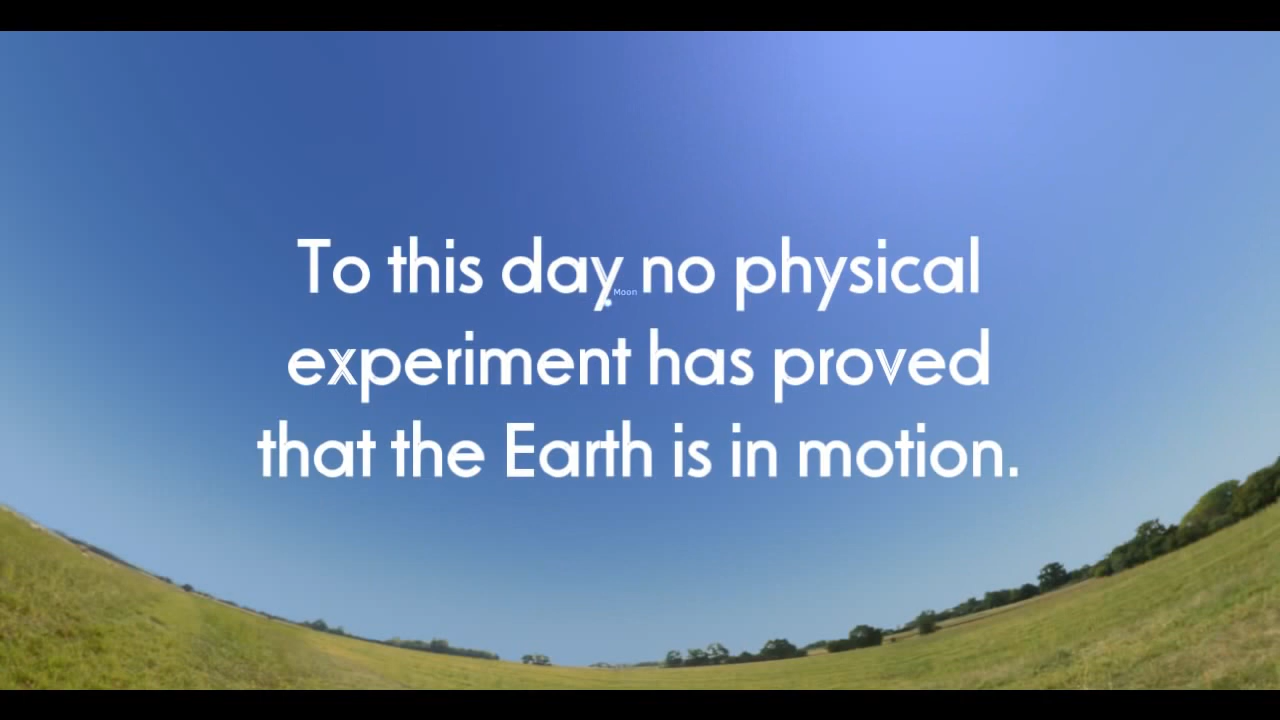 To this day no physical
Moon
experiment has proved
that the Earth is in motion.